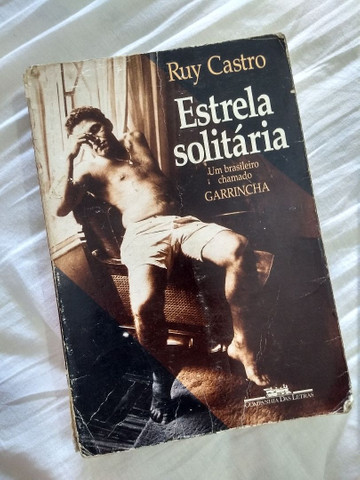 Ruy Castro
Estrela
solitária
Um brasileiro
chamado
GARRINCHA
COMPANHIA DAS LETRAS